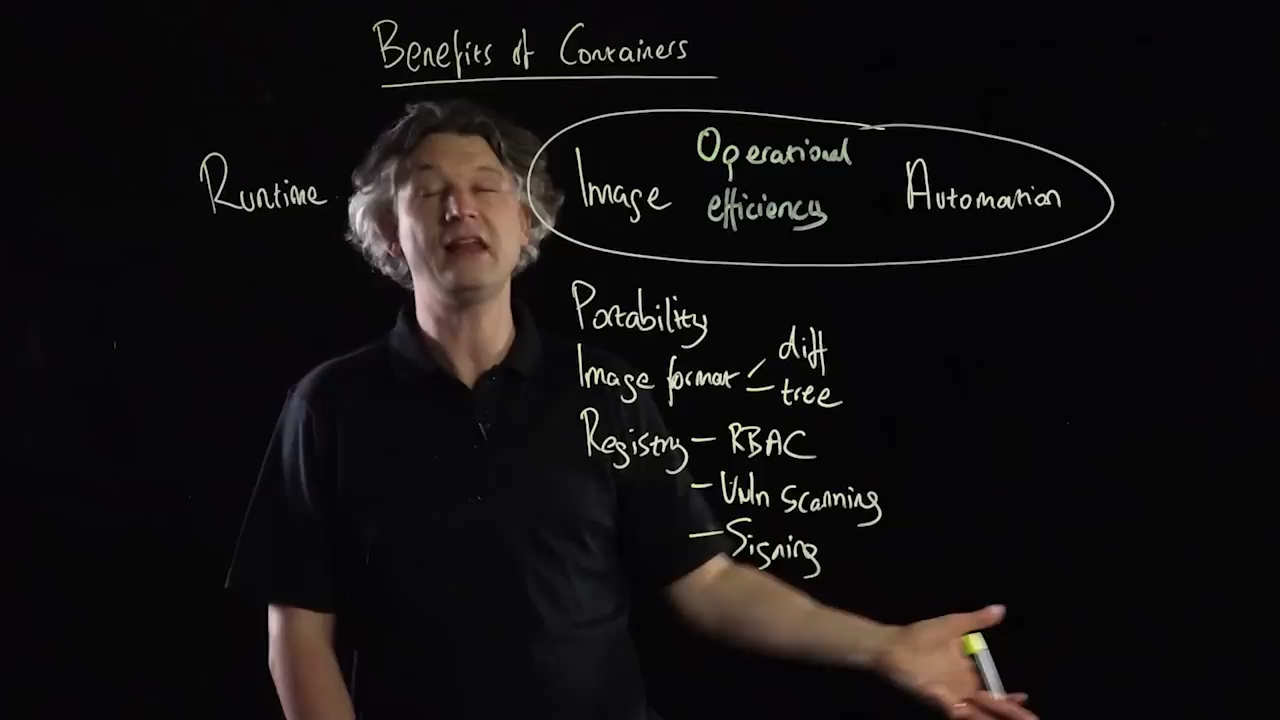 Benefits of Containers
Runtime
Image
Operational
efficiency
Automation
Portability
Image format
diff
tree
Registry - RBAC
- Vuln scanning
- Signing